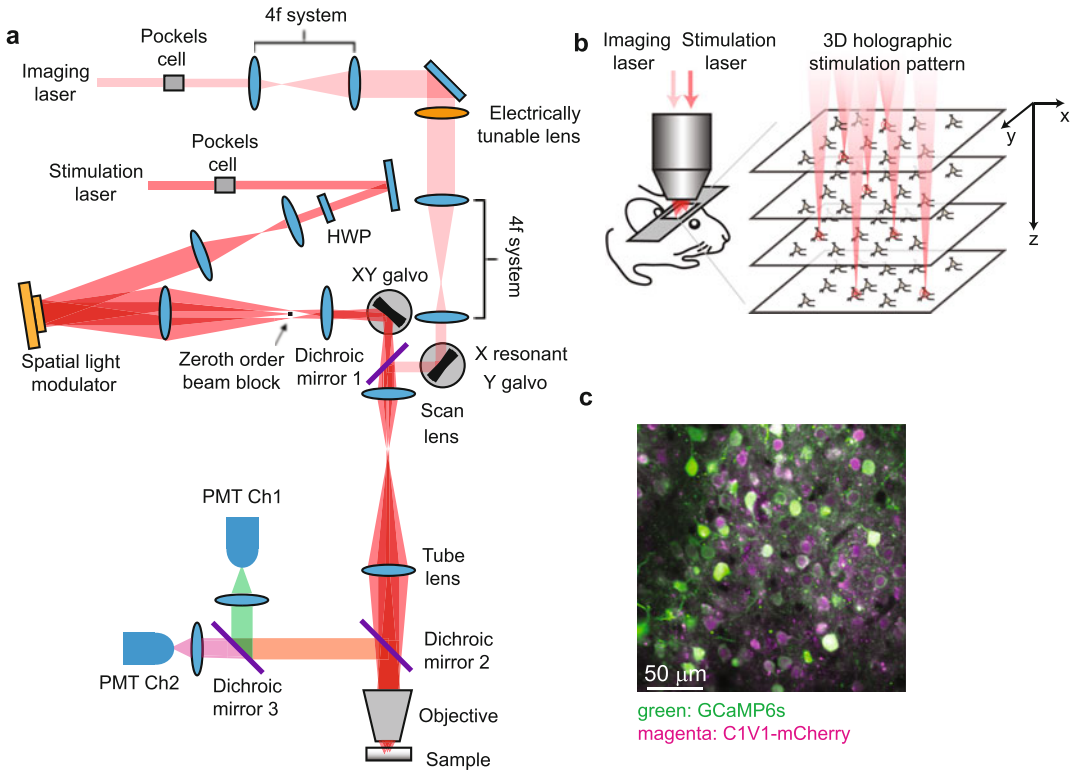 a
4f system
Pockels
cell
Imaging
laser
Electrically
tunable lens
Pockels
cell
Stimulation
laser
HWP
4f system
XY galvo
Spatial light
modulator
Zeroth order
beam block
Dichroic
mirror 1
X resonant
Y galvo
Scan
lens
PMT Ch1
Tube
lens
PMT Ch2
Dichroic
mirror 3
Dichroic
mirror 2
Objective
Sample
b
Imaging
laser
Stimulation
laser
3D holographic
stimulation pattern
x
y
z
c
50 μm
green: GCaMP6s
magenta: C1V1-mCherry